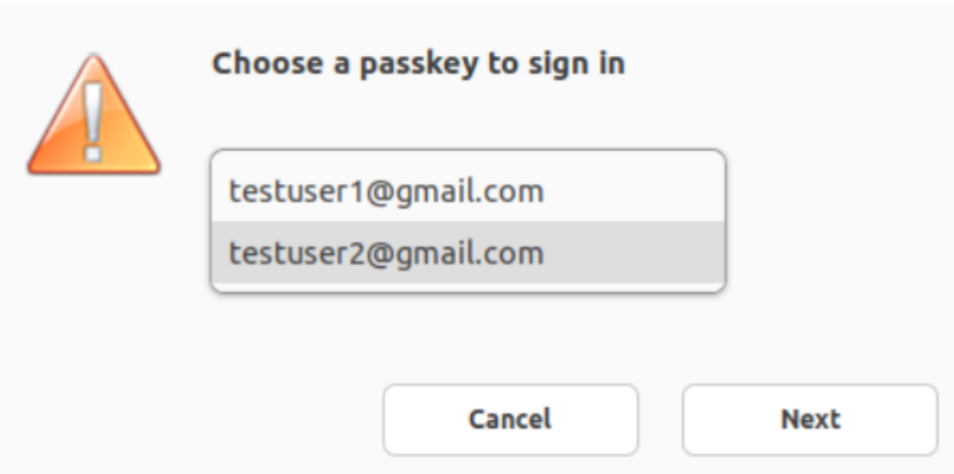 Choose a passkey to sign in
testuser1@gmail.com
testuser2@gmail.com
Cancel
Next